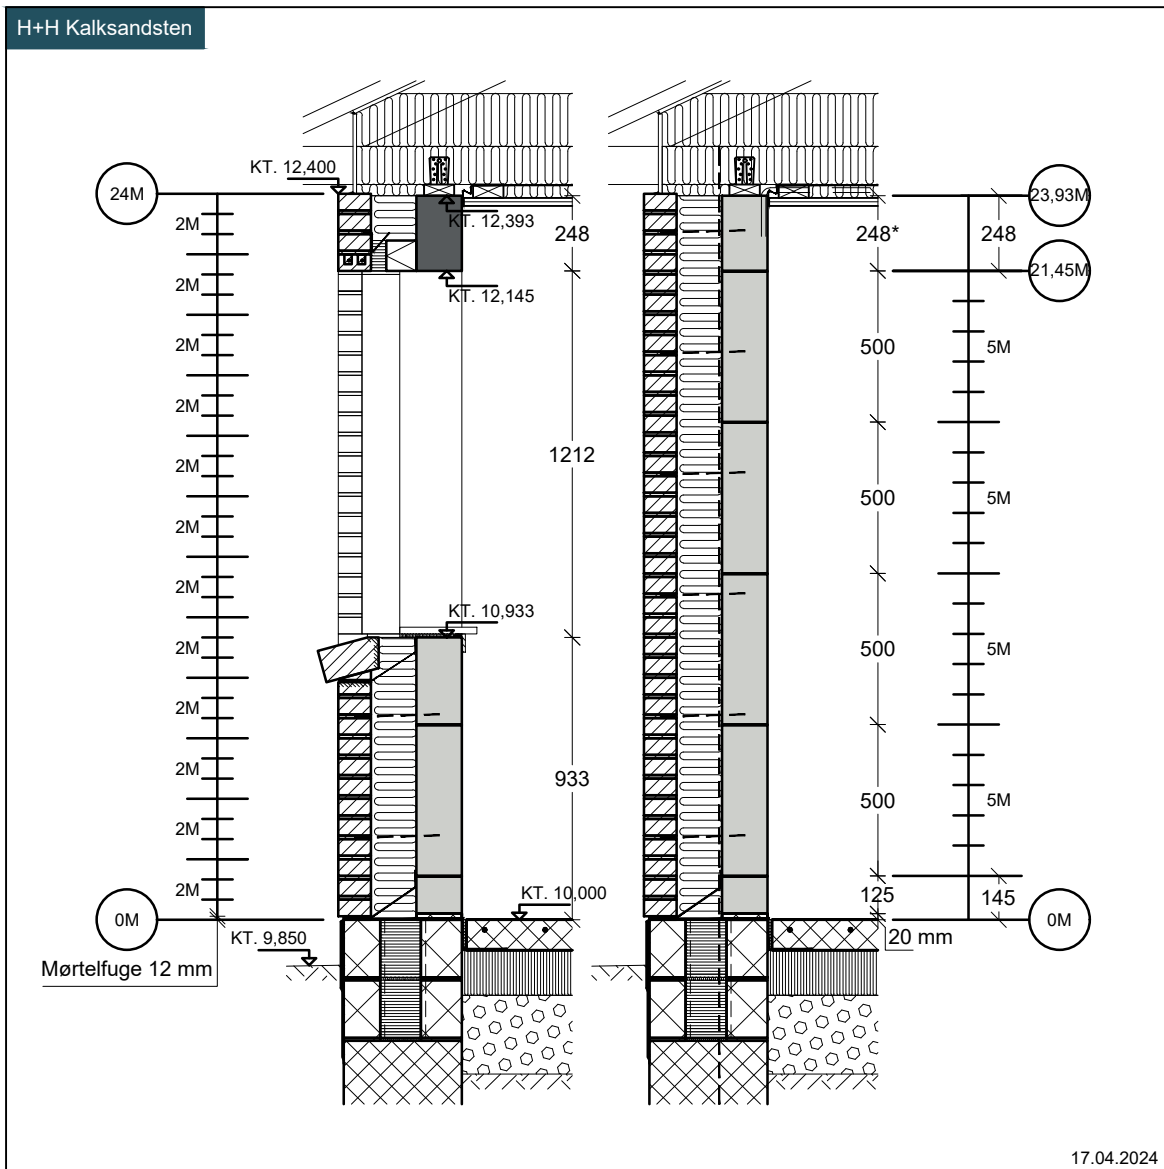 H+H Kalksandsten
KT. 12,400
24M
23,93M
2M
KT. 12,393
248
248*
248
21,45M
2M
KT. 12,145
2M
500
5M
2M
1212
2M
2M
500
5M
2M
KT. 10,933
2M
500
5M
2M
2M
933
500
5M
2M
2M
KT. 10,000
125
145
0M
0M
KT. 9,850
20 mm
Mørtelfuge 12 mm
17.04.2024